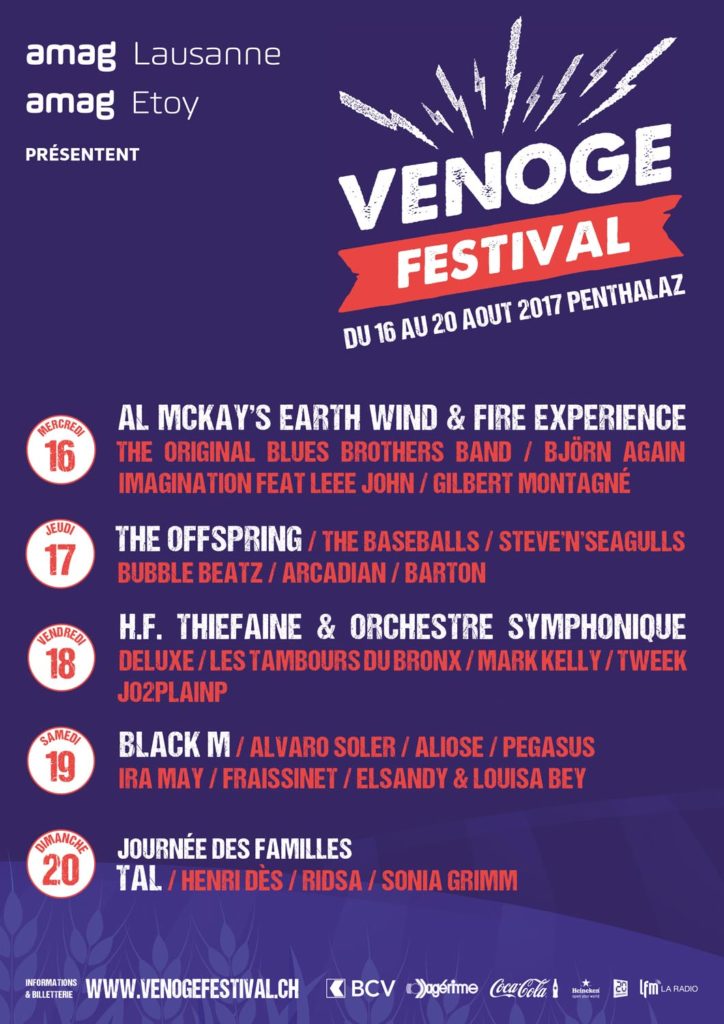 amag Lausanne
amag Etoy
PRÉSENTENT
VENOGE
FESTIVAL
DU 16 AU 20 AOUT 2017 PENTHALAZ
MERCREDI
16
AL MCKAY'S EARTH WIND & FIRE EXPERIENCE
THE ORIGINAL BLUES BROTHERS BAND / BJÖRN AGAIN
IMAGINATION FEAT LEEE JOHN / GILBERT MONTAGNÉ
JEUDI
17
THE OFFSPRING / THE BASEBALLS / STEVE'N'SEAGULLS
BUBBLE BEATZ / ARCADIAN / BARTON
VENDREDI
18
H.F. THIEFAINE & ORCHESTRE SYMPHONIQUE
DELUXE / LES TAMBOURS DU BRONX / MARK KELLY / TWEEK
JO2PLAINP
SAMEDI
19
BLACK M / ALVARO SOLER / ALIOSE / PEGASUS
IRA MAY / FRAISSINET / ELSANDY & LOUISA BEY
DIMANCHE
20
JOURNÉE DES FAMILLES
TAL / HENRI DÈS / RIDSA / SONIA GRIMM
INFORMATIONS
& BILLETTERIE
WWW.VENOGEFESTIVAL.CH
BCV
agérime
Coca-Cola
Heineken
20
lfm LA RADIO